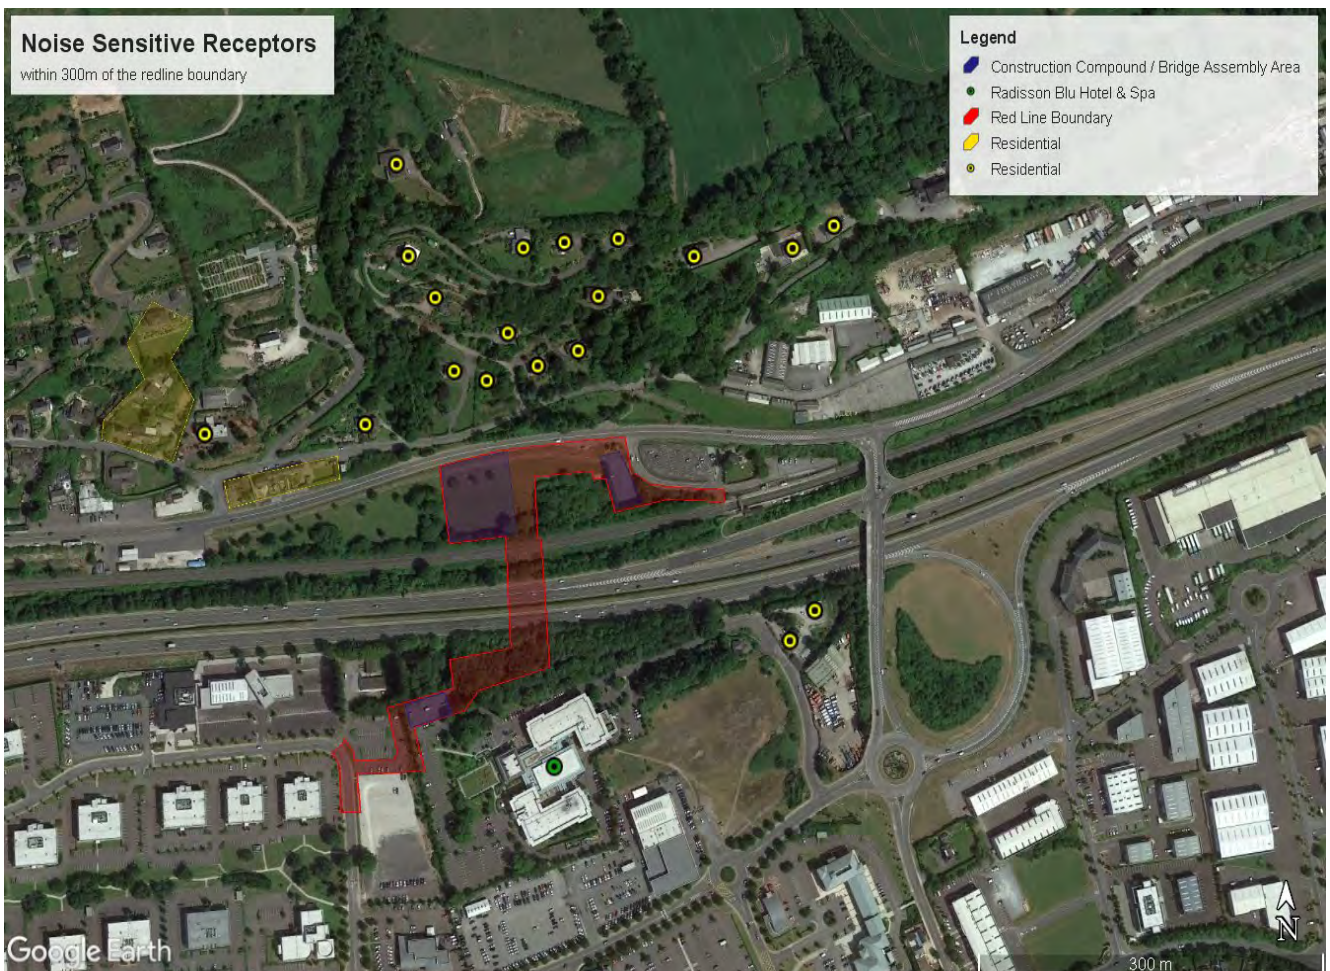 Noise Sensitive Receptors
within 300m of the redline boundary
Legend
Construction Compound / Bridge Assembly Area
Radisson Blu Hotel & Spa
Red Line Boundary
Residential
Residential
N
Google Earth
300 m